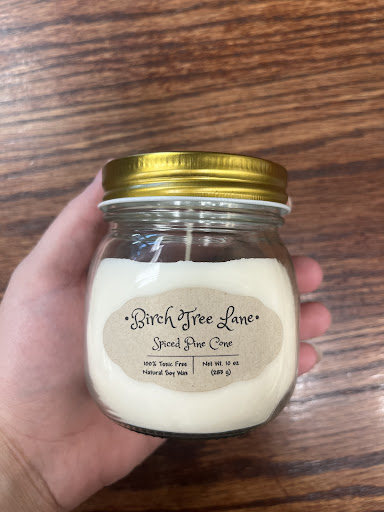 •Birch Tree Lane•
Spiced Pine Cone
100% Toxic Free
Natural Soy Wax
Net Wt. 10 oz
(283 g)